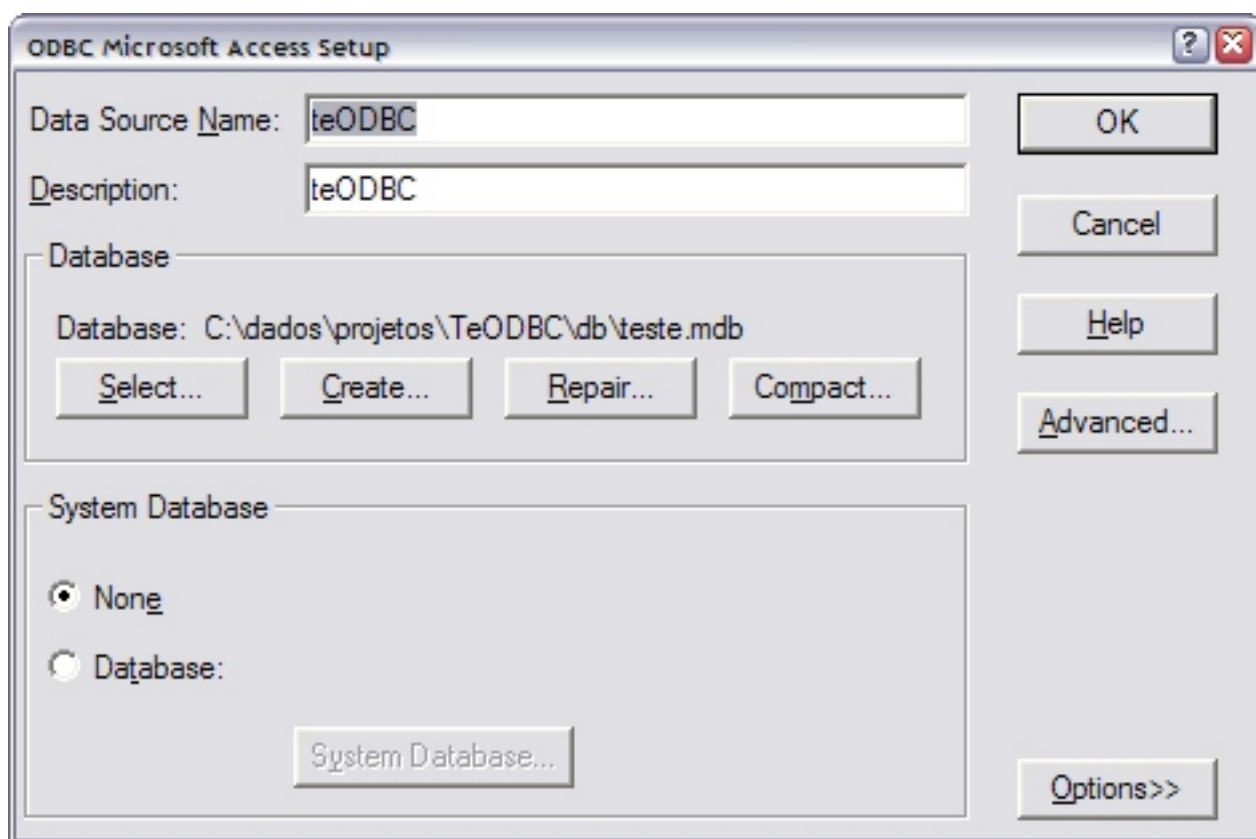 ODBC Microsoft Access Setup
Data Source Name: teODBC
OK
Description: teODBC
Cancel
Database
Database: C:\dados\projetos\TeODBC\db\teste.mdb
Help
Select... Create... Repair... Compact...
Advanced...
System Database
None
Database:
System Database...
Options>>